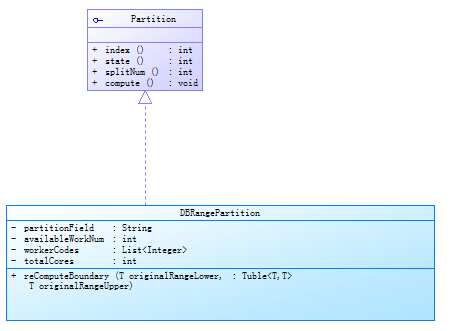 Partition
+ index () : int
+ state () : int
+ splitNum () : int
+ compute () : void
DBRangePartition
- partitionField : String
- availableWorkNum : int
- workerCodes : List<Integer>
- totalCores : int
+ reComputeBoundary (T originalRangeLower, : Tuble<T,T>
T originalRangeUpper)